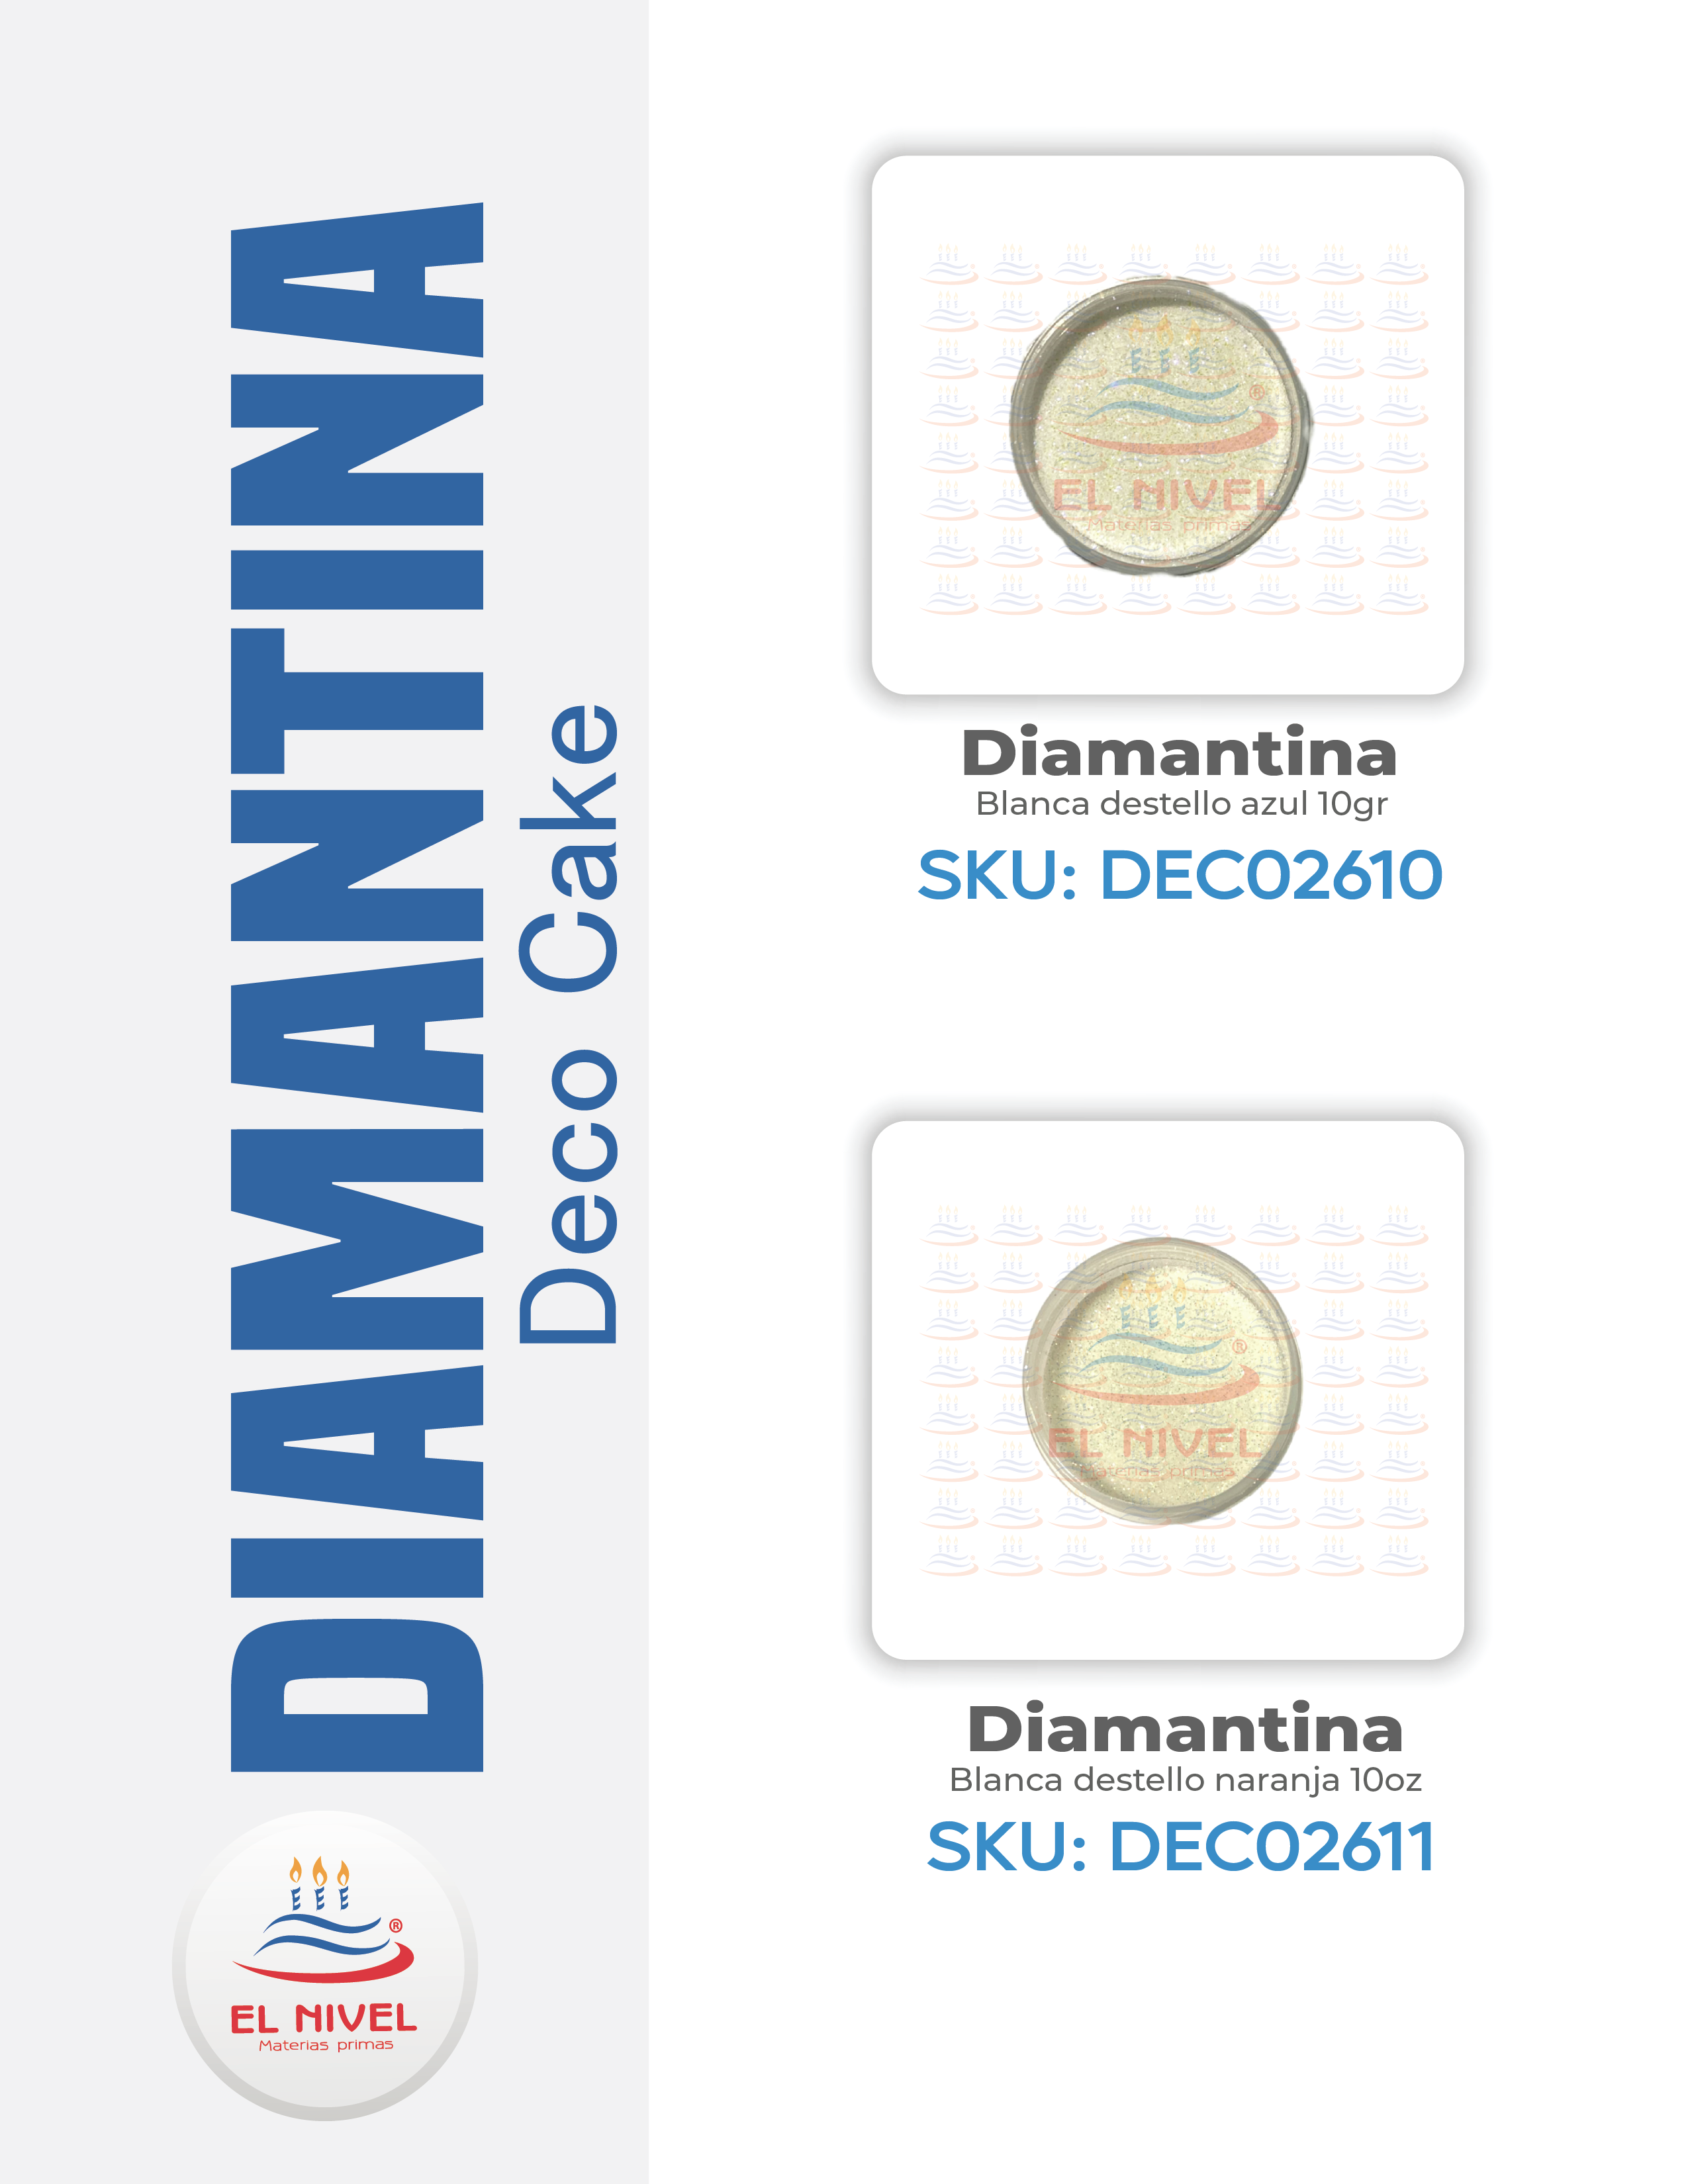 DIAMANTINA
Deco Cake
®
EL NIVEL
Materias primas
®
EL NIVEL
Materias primas
Diamantina
Blanca destello azul 10gr
SKU: DEC02610
®
EL NIVEL
Materias primas
Diamantina
Blanca destello naranja 10oz
SKU: DEC02611